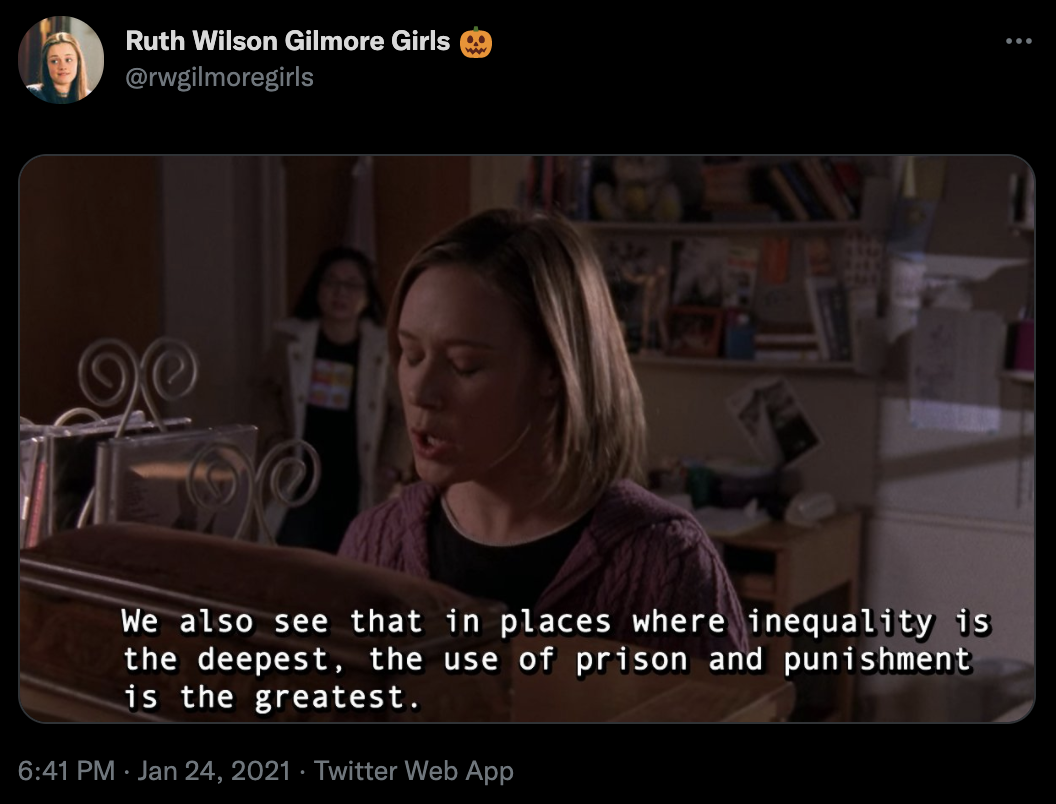 Ruth Wilson Gilmore Girls 🎃
@rwgilmoregirls
We also see that in places where inequality is
the deepest, the use of prison and punishment
is the greatest.
6:41 PM · Jan 24, 2021 · Twitter Web App